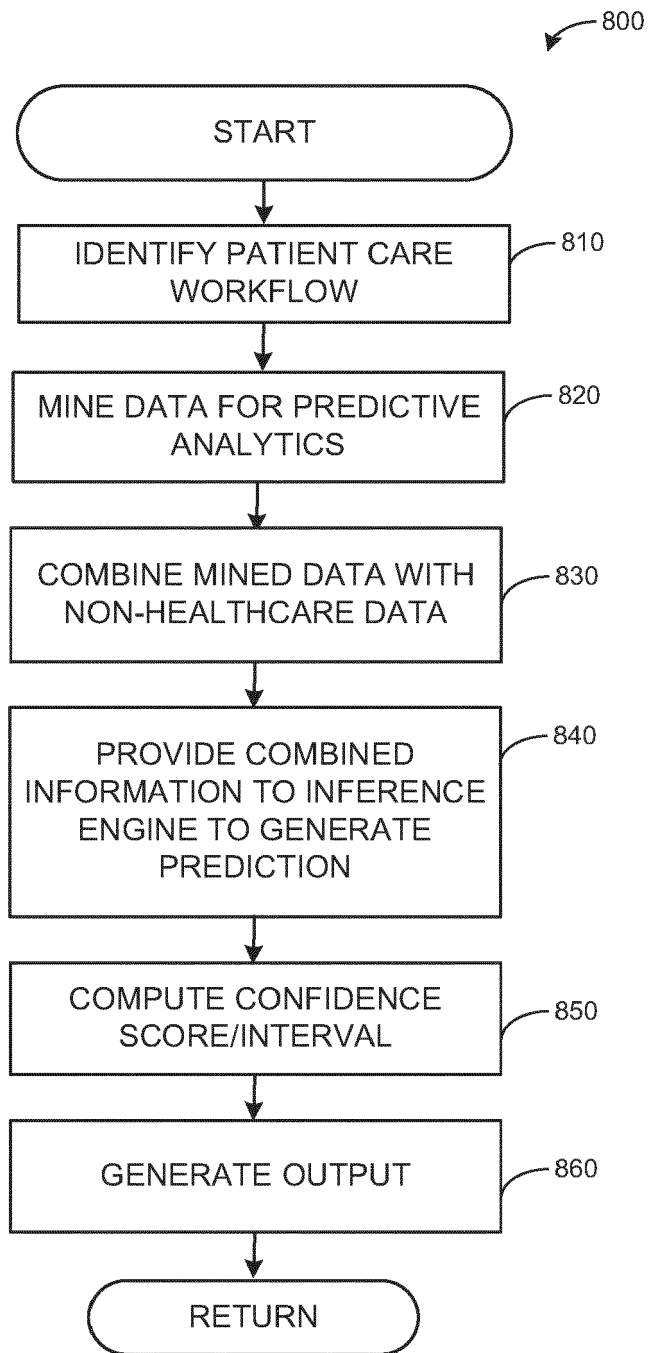 800
START
IDENTIFY PATIENT CARE
WORKFLOW
810
MINE DATA FOR PREDICTIVE
ANALYTICS
820
COMBINE MINED DATA WITH
NON-HEALTHCARE DATA
830
PROVIDE COMBINED
INFORMATION TO INFERENCE
ENGINE TO GENERATE
PREDICTION
840
COMPUTE CONFIDENCE
SCORE/INTERVAL
850
GENERATE OUTPUT
860
RETURN